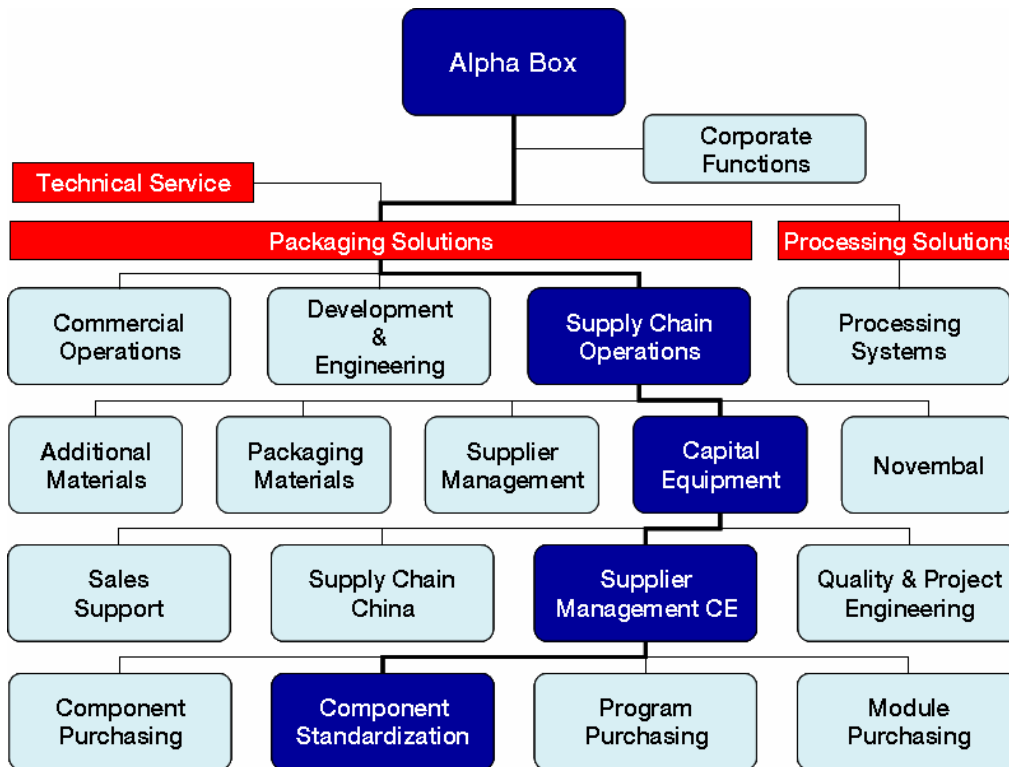 Alpha Box
Corporate
Functions
Technical Service
Packaging Solutions
Processing Solutions
Commercial
Operations
Development
&
Engineering
Supply Chain
Operations
Processing
Systems
Additional
Materials
Packaging
Materials
Supplier
Management
Capital
Equipment
Novembal
Sales
Support
Supply Chain
China
Supplier
Management CE
Quality & Project
Engineering
Component
Purchasing
Component
Standardization
Program
Purchasing
Module
Purchasing